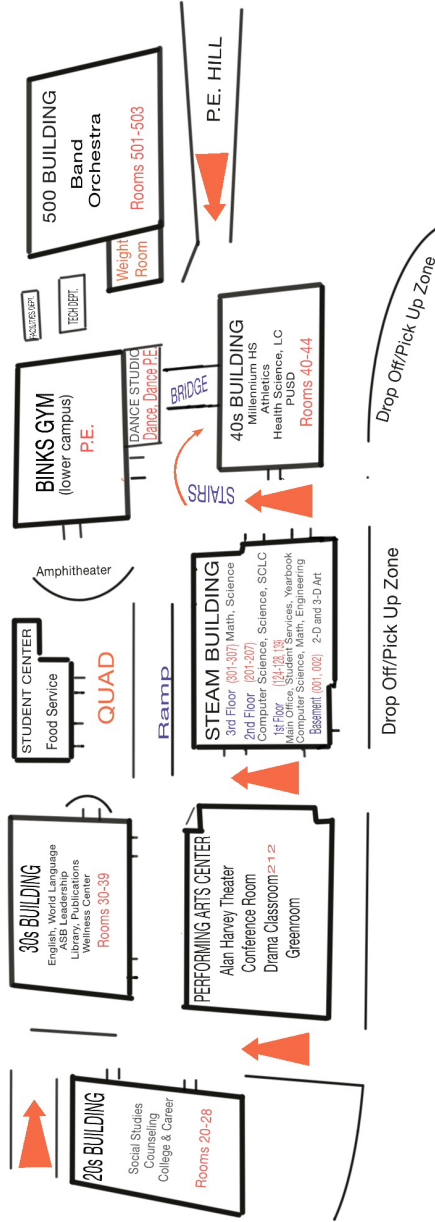 500 BUILDING
Band
Orchestra
Rooms 501-503
Weight
Room
P.E. HILL
FACILITIES DEPT.
TECH DEPT.
BINKS GYM
(lower campus)
P.E.
DANCE STUDIO
Dance, Dance P.E.
BRIDGE
STAIRS
40s BUILDING
Millennium HS
Athletics
Health Science, LC
PUSD
Rooms 40-44
Drop Off/Pick Up Zone
Amphitheater
STUDENT CENTER
Food Service
QUAD
Ramp
STEAM BUILDING
3rd Floor (301-307) Math, Science
2nd Floor (201-207)
Computer Science, Science, SCLC
1st Floor (124-128, 139)
Main Office, Student Services, Yearbook
Computer Science, Math, Engineering
Basement (001, 002) 2-D and 3-D Art
Drop Off/Pick Up Zone
30s BUILDING
English, World Language
ASB Leadership
Library, Publications
Wellness Center
Rooms 30-39
PERFORMING ARTS CENTER
Alan Harvey Theater
Conference Room
Drama Classroom 212
Greenroom
20s BUILDING
Social Studies
Counseling
College & Career
Rooms 20-28